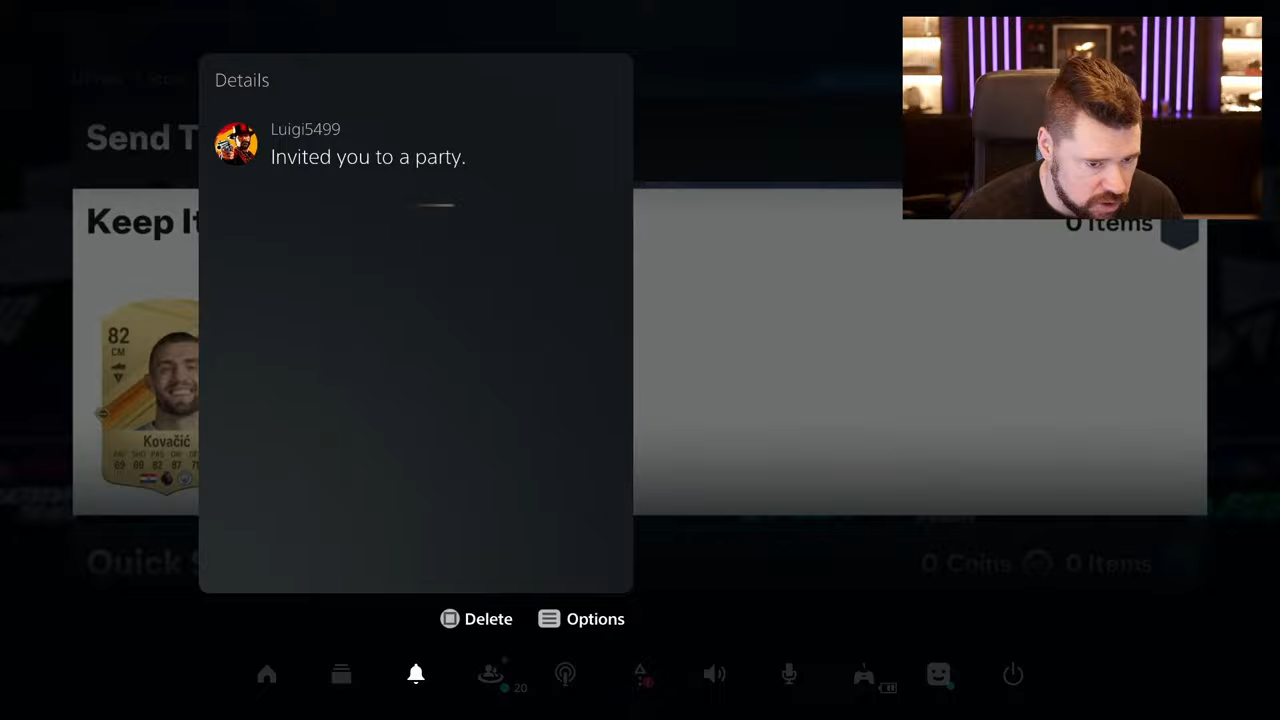 Details
Luigi5499
Invited you to a party.
Send T
Keep It
0 Items
82
CM
Kovačić
Quick S
0 Coins
0 Items
Delete
Options
20